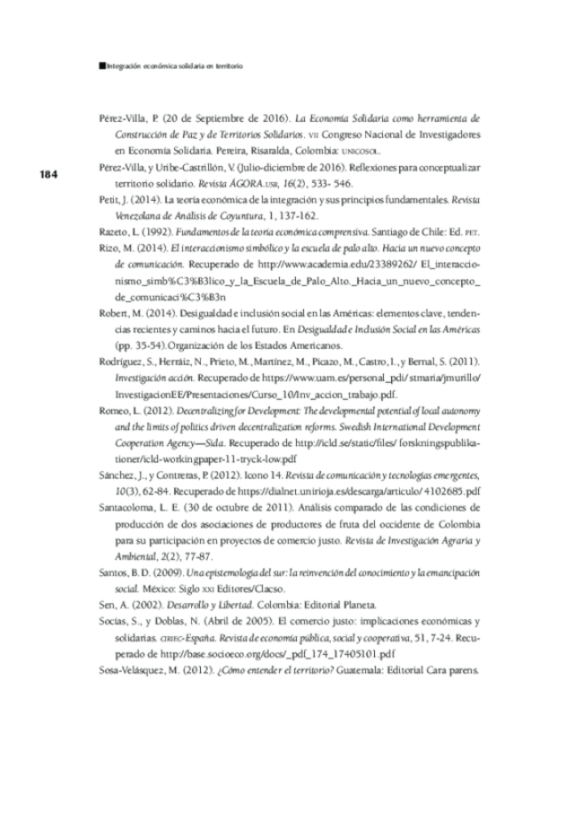 Integración económica solidaria en territorio
Pérez-Villa, P. (20 de Septiembre de 2016). La Economía Solidaria como herramienta de
Construcción de Paz y de Territorios Solidarios. VII Congreso Nacional de Investigadores
en Economía Solidaria. Pereira, Risaralda, Colombia: UNICOSOL.
184
Pérez-Villa, y Uribe-Castrillón, V. (Julio-diciembre de 2016). Reflexiones para conceptualizar
territorio solidario. Revista ÁGORA.USB, 16(2), 533- 546.
Petit, J. (2014). La teoría económica de la integración y sus principios fundamentales. Revista
Venezolana de Análisis de Coyuntura, 1, 137-162.
Razeto, L. (1992). Fundamentos de la teoría económica comprensiva. Santiago de Chile: Ed. PET.
Rizo, M. (2014). El interaccionismo simbólico y la escuela de palo alto. Hacia un nuevo concepto
de comunicación. Recuperado de http://www.academia.edu/23389262/ El_interaccio-
nismo_simb%C3%B3lico_y_la_Escuela_de_Palo_Alto._Hacia_un_nuevo_concepto_
de_comunicaci%C3%B3n
Robert, M. (2014). Desigualdad e inclusión social en las Américas: elementos clave, tenden-
cias recientes y caminos hacia el futuro. En Desigualdad e Inclusión Social en las Américas
(pp. 35-54).Organización de los Estados Americanos.
Rodríguez, S., Herráiz, N., Prieto, M., Martínez, M., Picazo, M., Castro, I., y Bernal, S. (2011).
Investigación acción. Recuperado de https://www.uam.es/personal_pdi/ stmaria/jmurillo/
InvestigacionEE/Presentaciones/Curso_10/Inv_accion_trabajo.pdf.
Romeo, L. (2012). Decentralizing for Development: The developmental potential of local autonomy
and the limits of politics driven decentralization reforms. Swedish International Development
Cooperation Agency—Sida. Recuperado de http://icld.se/static/files/ forskningspublika-
tioner/icld-workingpaper-11-tryck-low.pdf
Sánchez, J., y Contreras, P. (2012). Icono 14. Revista de comunicación y tecnologías emergentes,
10(3), 62-84. Recuperado de https://dialnet.unirioja.es/descarga/articulo/ 4102685.pdf
Santacoloma, L. E. (30 de octubre de 2011). Análisis comparado de las condiciones de
producción de dos asociaciones de productores de fruta del occidente de Colombia
para su participación en proyectos de comercio justo. Revista de Investigación Agraria y
Ambiental, 2(2), 77-87.
Santos, B. D. (2009). Una epistemología del sur: la reinvención del conocimiento y la emancipación
social. México: Siglo XXI Editores/Clacso.
Sen, A. (2002). Desarrollo y Libertad. Colombia: Editorial Planeta.
Socías, S., y Doblas, N. (Abril de 2005). El comercio justo: implicaciones económicas y
solidarias. CIRIEC-España. Revista de economía pública, social y cooperativa, 51, 7-24. Recu-
perado de http://base.socioeco.org/docs/_pdf_174_17405101.pdf
Sosa-Velásquez, M. (2012). ¿Cómo entender el territorio? Guatemala: Editorial Cara parens.